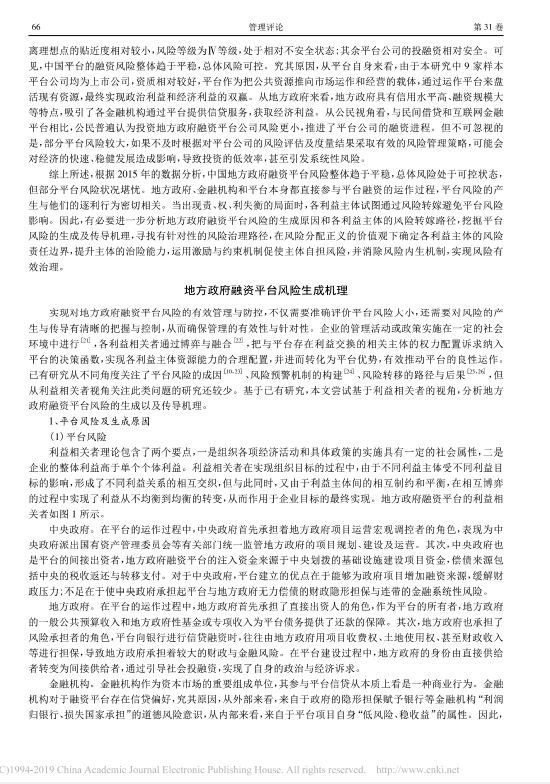 66
管理评论
第 31 卷
离理想点的贴近度相对较小,风险等级为Ⅳ等级,处于相对不安全状态;其余平台公司的投融资相对安全。可
见,中国平台的融资风险整体趋于平稳,总体风险可控。究其原因,从平台自身来看,由于本研究中 9 家样本
平台公司均为上市公司,资质相对较好,平台作为把公共资源推向市场运作和经营的载体,通过运作平台来盘
活现有资源,最终实现政治利益和经济利益的双赢。从地方政府来看,地方政府具有信用水平高、融资规模大
等特点,吸引了各金融机构通过平台提供信贷服务,获取经济利益。从公民视角看,与民间借贷和互联网金融
平台相比,公民普遍认为投资地方政府融资平台公司风险更小,推进了平台公司的融资进程。但不可忽视的
是,部分平台风险较大,如果不及时根据对平台公司的风险评估及度量结果采取有效的风险管理策略,可能会
对经济的快速、稳健发展造成影响,导致投资的低效率,甚至引发系统性风险。
综上所述,根据 2015 年的数据分析,中国地方政府融资平台风险整体趋于平稳,总体风险处于可控状态,
但部分平台风险状况堪忧。地方政府、金融机构和平台本身都直接参与平台融资的运作过程,平台风险的产
生与他们的逐利行为密切相关。当出现责、权、利失衡的局面时,各利益主体试图通过风险转嫁避免平台风险
影响。因此,有必要进一步分析地方政府融资平台风险的生成原因和各利益主体的风险转嫁路径,挖掘平台
风险的生成及传导机理,寻找有针对性的风险治理路径,在风险分配正义的价值观下确定各利益主体的风险
责任边界,提升主体的治险能力,运用激励与约束机制促使主体自担风险,并消除风险内生机制,实现风险有
效治理。
地方政府融资平台风险生成机理
实现对地方政府融资平台风险的有效管理与防控,不仅需要准确评价平台风险大小,还需要对风险的产
生与传导有清晰的把握与控制,从而确保管理的有效性与针对性。企业的管理活动或政策实施在一定的社会
环境中进行[21],各利益相关者通过博弈与融合[22],把与平台存在利益交换的相关主体的权力配置诉求纳入
平台的决策函数,实现各利益主体资源能力的合理配置,并进而转化为平台优势,有效推动平台的良性运作。
已有研究从不同角度关注了平台风险的成因[10,23]、风险预警机制的构建[24]、风险转移的路径与后果[25,26],但
从利益相关者视角关注此类问题的研究还较少。基于已有研究,本文尝试基于利益相关者的视角,分析地方
政府融资平台风险的生成以及传导机理。
1、平台风险及生成原因
(1) 平台风险
利益相关者理论包含了两个要点,一是组织各项经济活动和具体政策的实施具有一定的社会属性,二是
企业的整体利益高于单个个体利益。利益相关者在实现组织目标的过程中,由于不同利益主体受不同利益目
标的影响,形成了不同利益关系的相互交织,但与此同时,又由于利益主体间的相互制约和平衡,在相互博弈
的过程中实现了利益从不均衡到均衡的转变,从而作用于企业目标的最终实现。地方政府融资平台的利益相
关者如图 1 所示。
中央政府。在平台的运作过程中,中央政府首先承担着地方政府项目运营宏观调控者的角色,表现为中
央政府派出国有资产管理委员会等有关部门统一监管地方政府的项目规划、建设及运营。其次,中央政府也
是平台的间接出资者,地方政府融资平台的注入资金来源于中央划拨的基础设施建设项目资金,偿债来源包
括中央的税收返还与转移支付。对于中央政府,平台建立的优点在于能够为政府项目增加融资来源,缓解财
政压力;不足在于使中央政府承担起平台与地方政府无力偿债的财政隐形担保与连带的金融系统性风险。
地方政府。在平台的运作过程中,地方政府首先承担了直接出资人的角色,作为平台的所有者,地方政府
的一般公共预算收入和地方政府性基金或专项收入为平台债务提供了还款的保障。其次,地方政府也承担了
风险承担者的角色,平台向银行进行信贷融资时,往往由地方政府用项目收费权、土地使用权、甚至财政收入
等进行担保,导致地方政府承担着较大的财政与金融风险。在平台建设过程中,地方政府的身份由直接供给
者转变为间接供给者,通过引导社会投融资,实现了自身的政治与经济诉求。
金融机构。金融机构作为资本市场的重要组成单位,其参与平台信贷从本质上看是一种商业行为。金融
机构对于融资平台存在信贷偏好,究其原因,从外部来看,来自于政府的隐形担保赋予银行等金融机构“利润
归银行、损失国家承担”的道德风险意识,从内部来看,来自于平台项目自身“低风险、稳收益”的属性。因此,
C)1994-2019 China Academic Journal Electronic Publishing House. All rights reserved. http://www.cnki.net